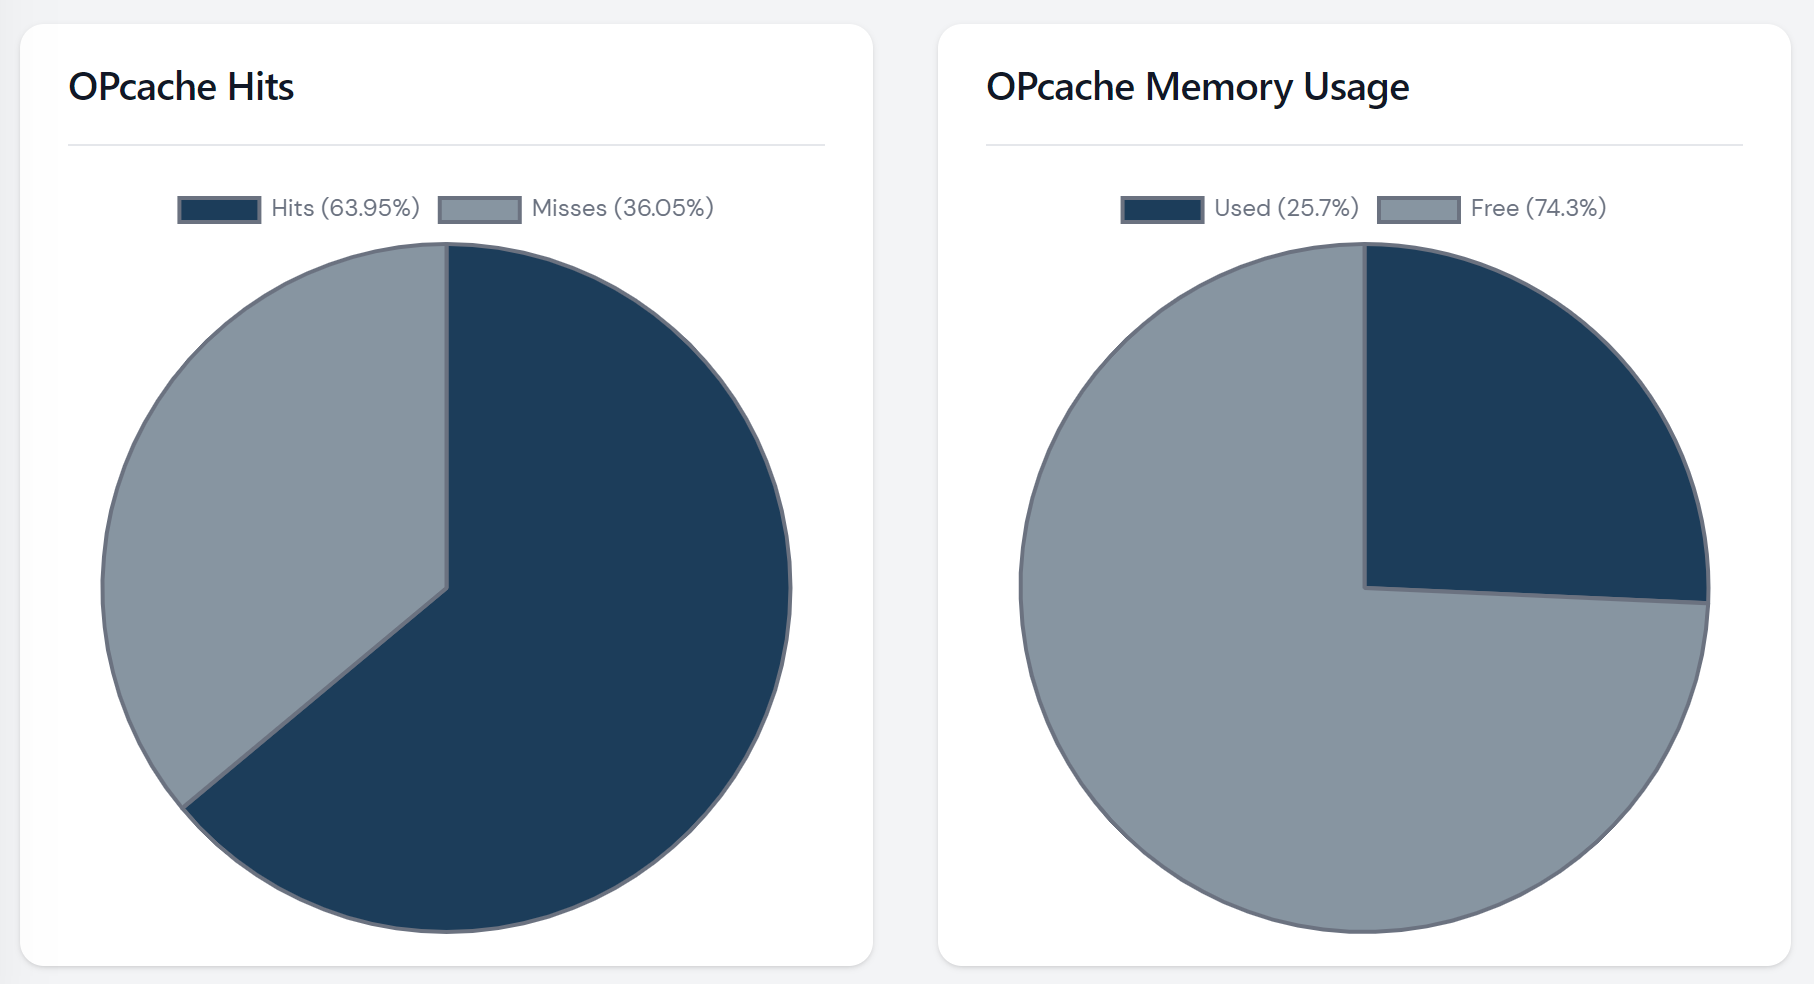 OPcache Hits
Hits (63.95%) Misses (36.05%)
OPcache Memory Usage
Used (25.7%) Free (74.3%)